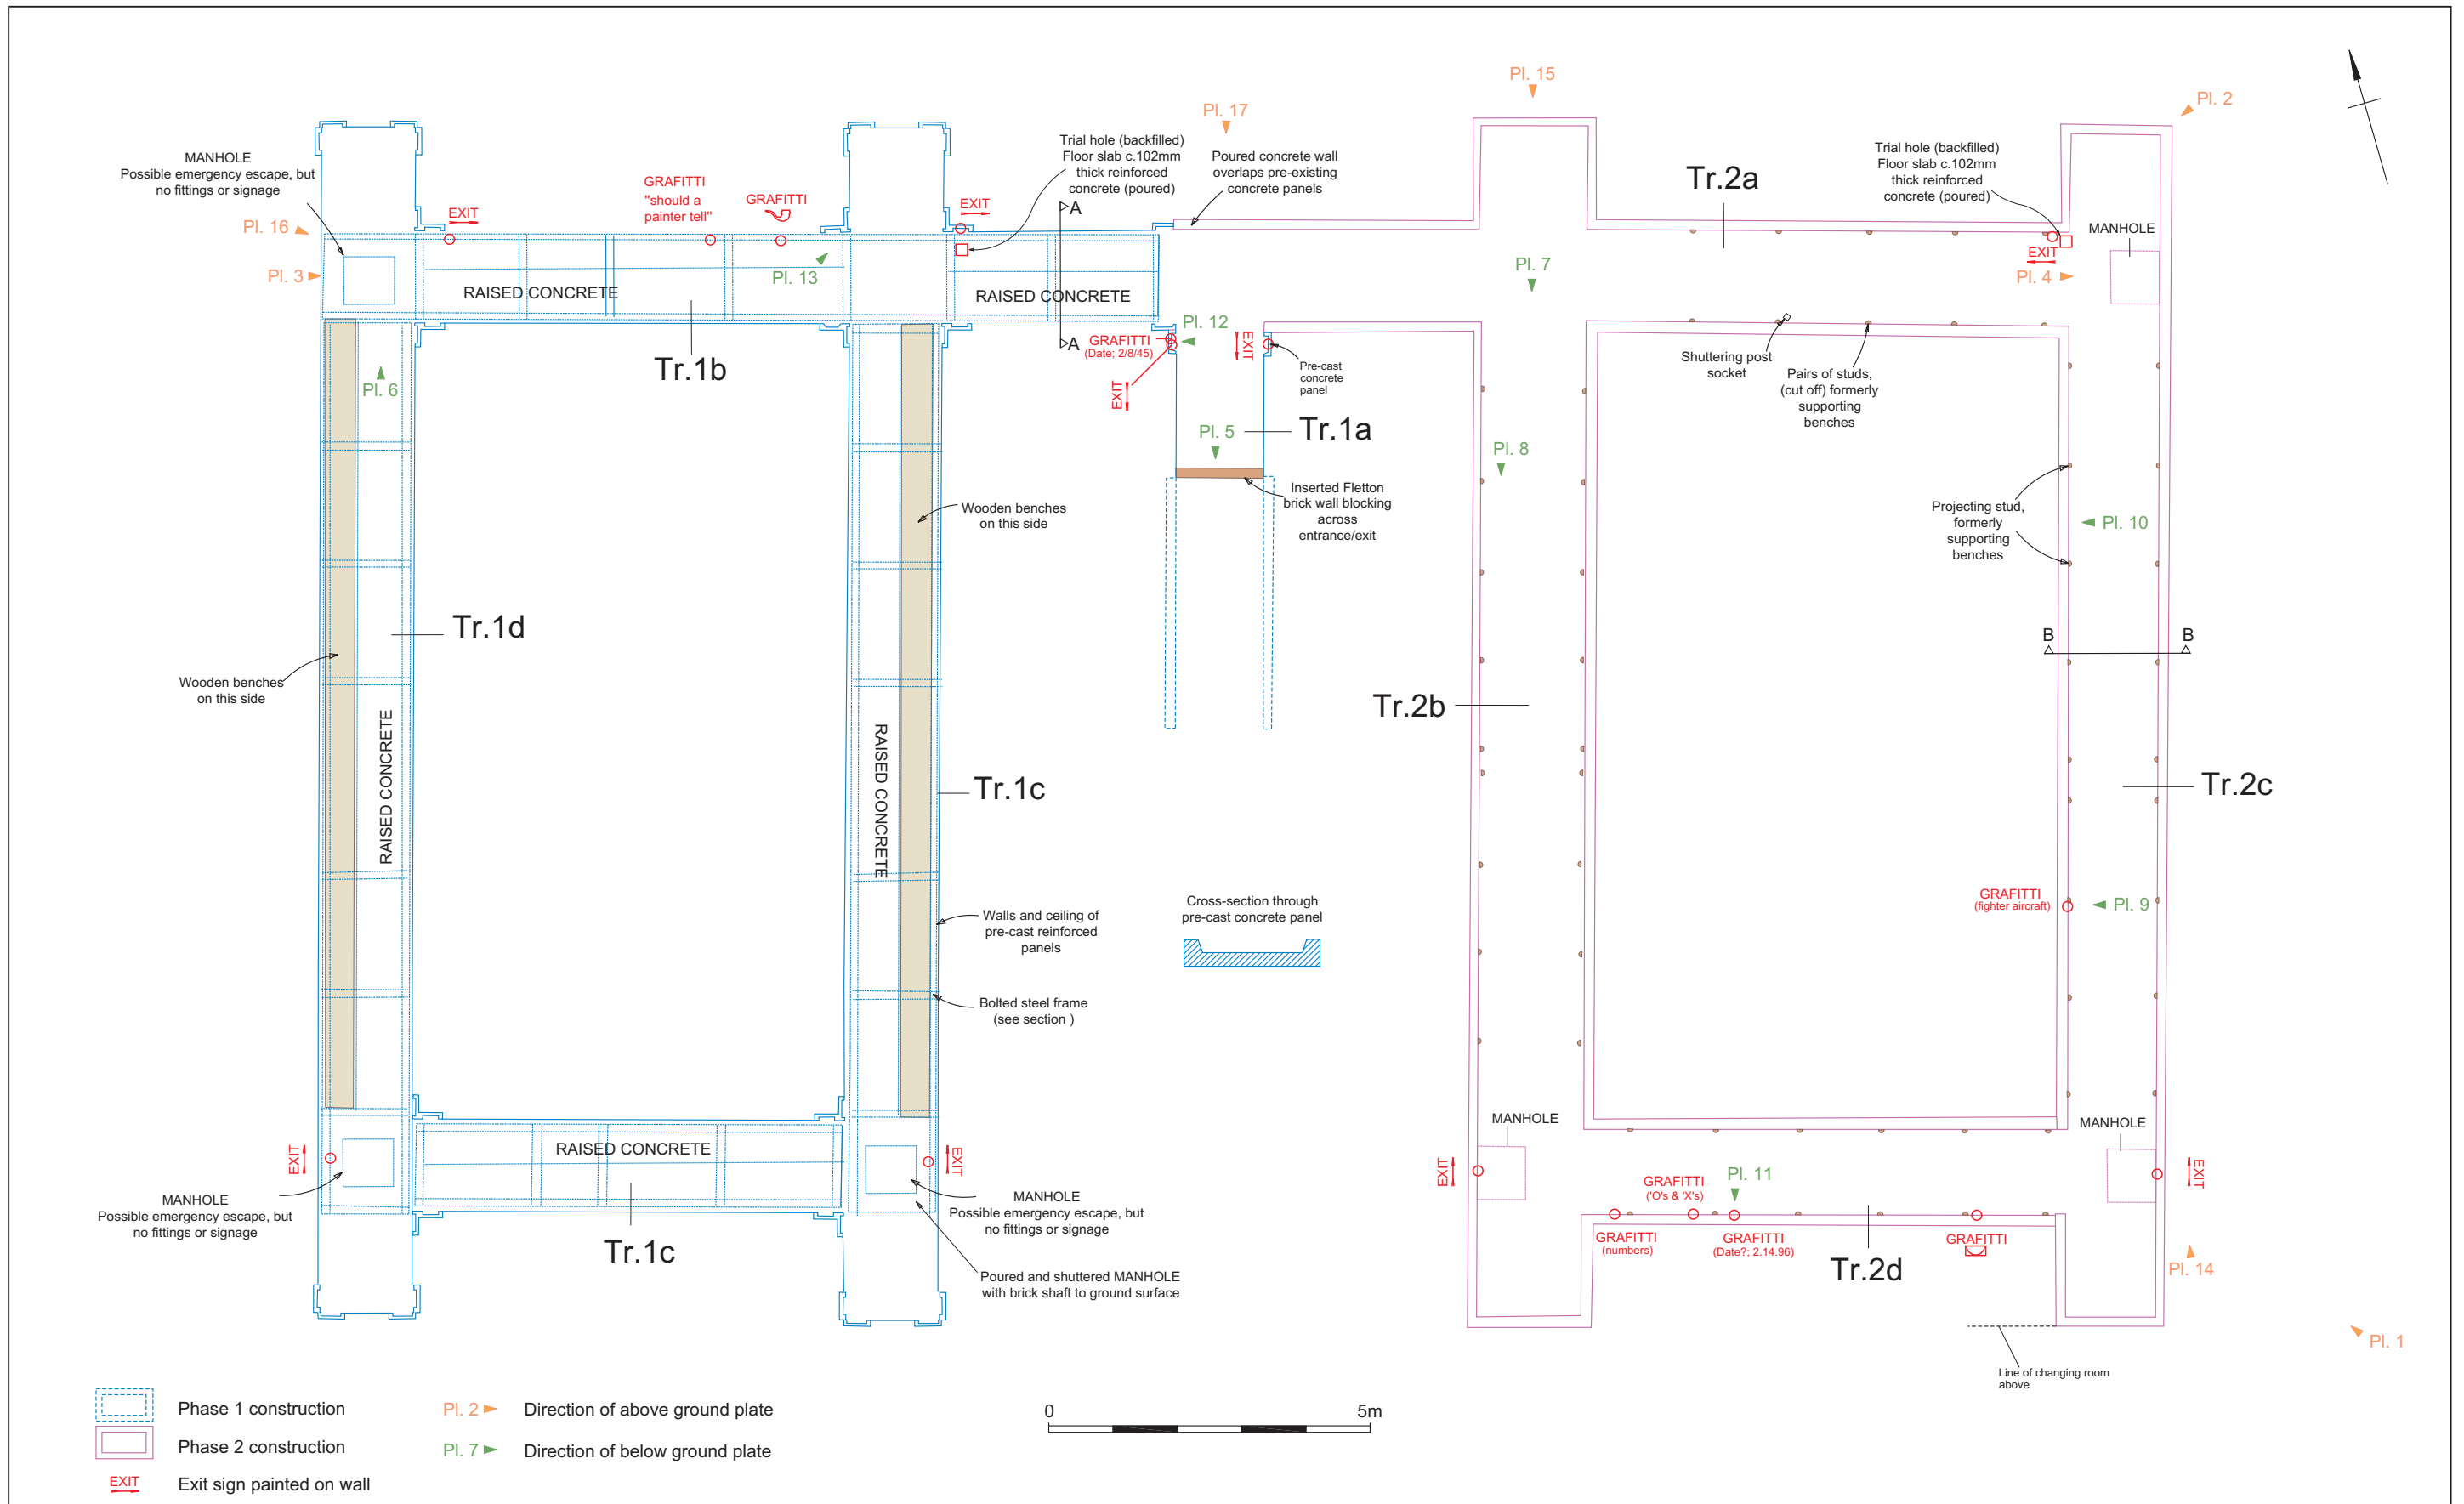 Pl. 15
Pl. 2
Pl. 17
Trial hole (backfilled)
Floor slab c.102mm
thick reinforced
concrete (poured)
Poured concrete wall
overlaps pre-existing
concrete panels
Trial hole (backfilled)
Floor slab c.102mm
thick reinforced
concrete (poured)
MANHOLE
Possible emergency escape, but
no fittings or signage
GRAFITTI
"should a
painter tell"
GRAFITTI
EXIT
EXIT
A
Tr.2a
MANHOLE
Pl. 16
Pl. 3
Pl. 13
RAISED CONCRETE
RAISED CONCRETE
Pl. 7
EXIT
Pl. 4
Pl. 12
A
GRAFITTI
(Date; 2/8/45)
EXIT
EXIT
Pre-cast
concrete
panel
Shuttering post
socket
Pairs of studs,
(cut off) formerly
supporting
benches
Tr.1b
Pl. 6
Pl. 5
Tr.1a
Pl. 8
Inserted Fletton
brick wall blocking
across
entrance/exit
Wooden benches
on this side
Projecting stud,
formerly
supporting
benches
Pl. 10
Tr.1d
B
B
Wooden benches
on this side
RAISED CONCRETE
RAISED CONCRETE
Tr.2b
Tr.1c
Tr.2c
Cross-section through
pre-cast concrete panel
GRAFITTI
(fighter aircraft)
Pl. 9
Walls and ceiling of
pre-cast reinforced
panels
Bolted steel frame
(see section )
MANHOLE
MANHOLE
RAISED CONCRETE
EXIT
EXIT
EXIT
EXIT
GRAFITTI
('O's & 'X's)
Pl. 11
MANHOLE
Possible emergency escape, but
no fittings or signage
MANHOLE
Possible emergency escape, but
no fittings or signage
GRAFITTI
(numbers)
GRAFITTI
(Date?; 2.14.96)
GRAFITTI
Tr.1c
Tr.2d
Pl. 14
Poured and shuttered MANHOLE
with brick shaft to ground surface
Pl. 1
Line of changing room
above
Phase 1 construction
Pl. 2
Direction of above ground plate
0
5m
Phase 2 construction
Pl. 7
Direction of below ground plate
EXIT
Exit sign painted on wall